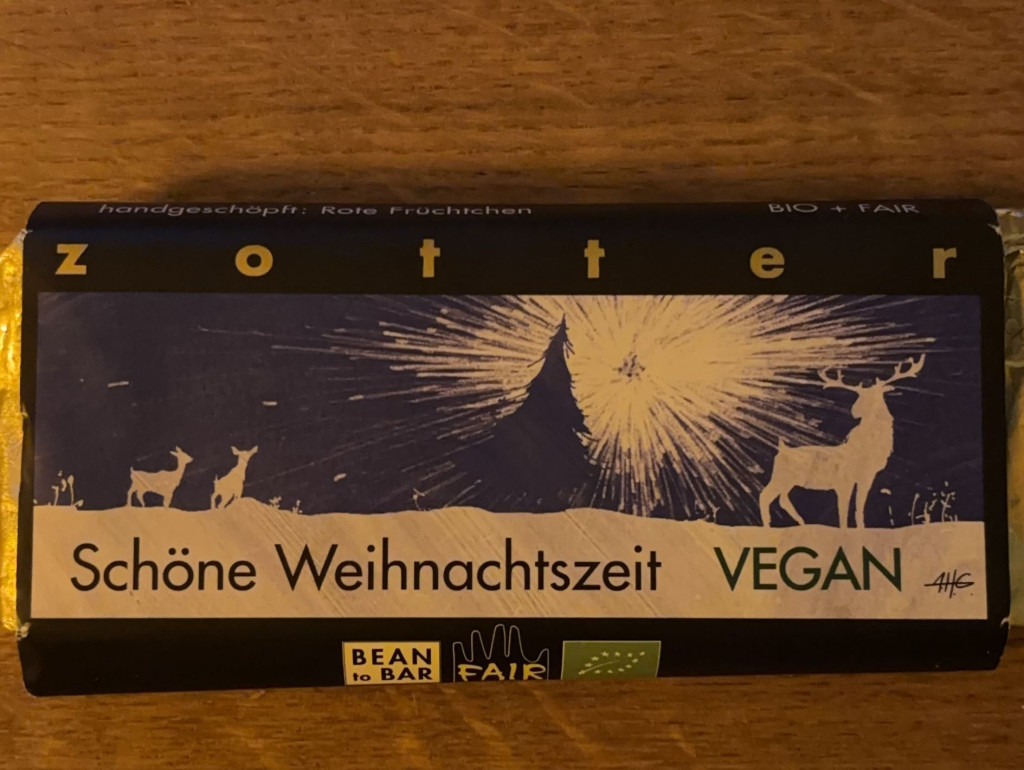 handgeschöpft: Rote Früchtchen BIO + FAIR
zotter
Schöne Weihnachtszeit VEGAN
AHG
BEAN
to BAR
FAIR